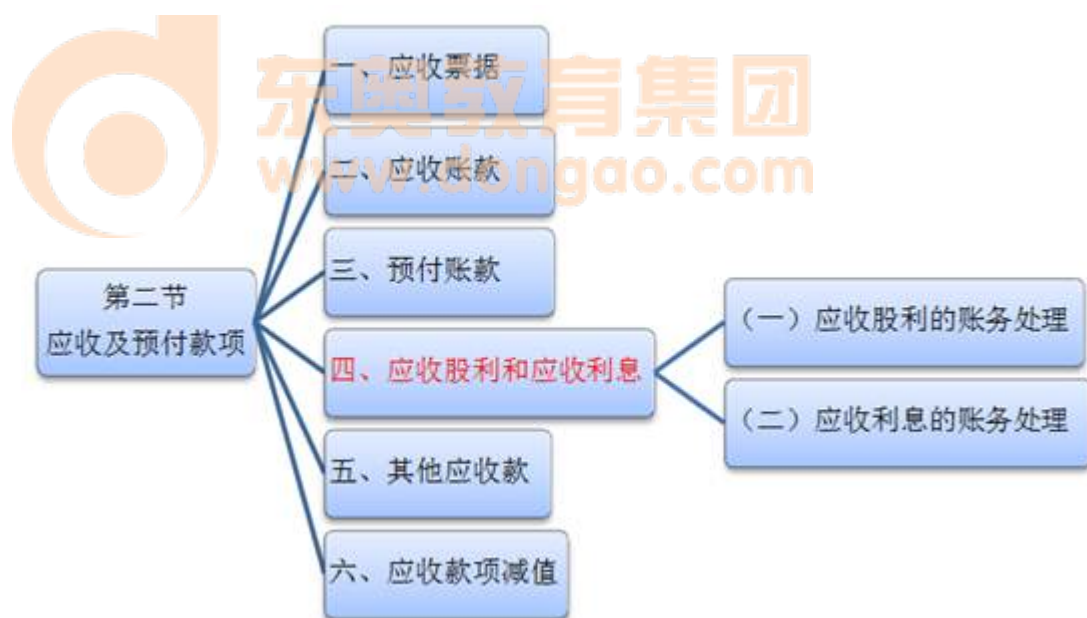 东奥教育集团
www.dongao.com
一、应收票据
二、应收账款
三、预付账款
第二节
应收及预付款项
四、应收股利和应收利息
(一)应收股利的账务处理
(二)应收利息的账务处理
五、其他应收款
六、应收款项减值